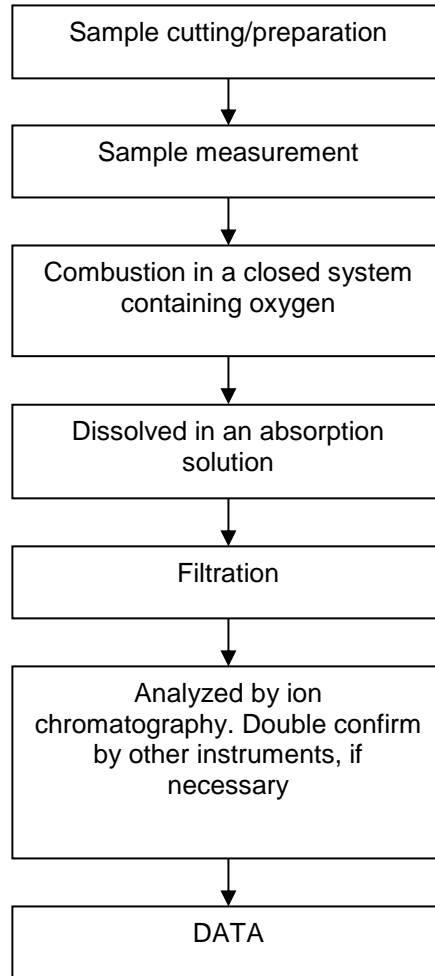 Sample cutting/preparation
Sample measurement
Combustion in a closed system
containing oxygen
Dissolved in an absorption
solution
Filtration
Analyzed by ion
chromatography. Double confirm
by other instruments, if
necessary
DATA